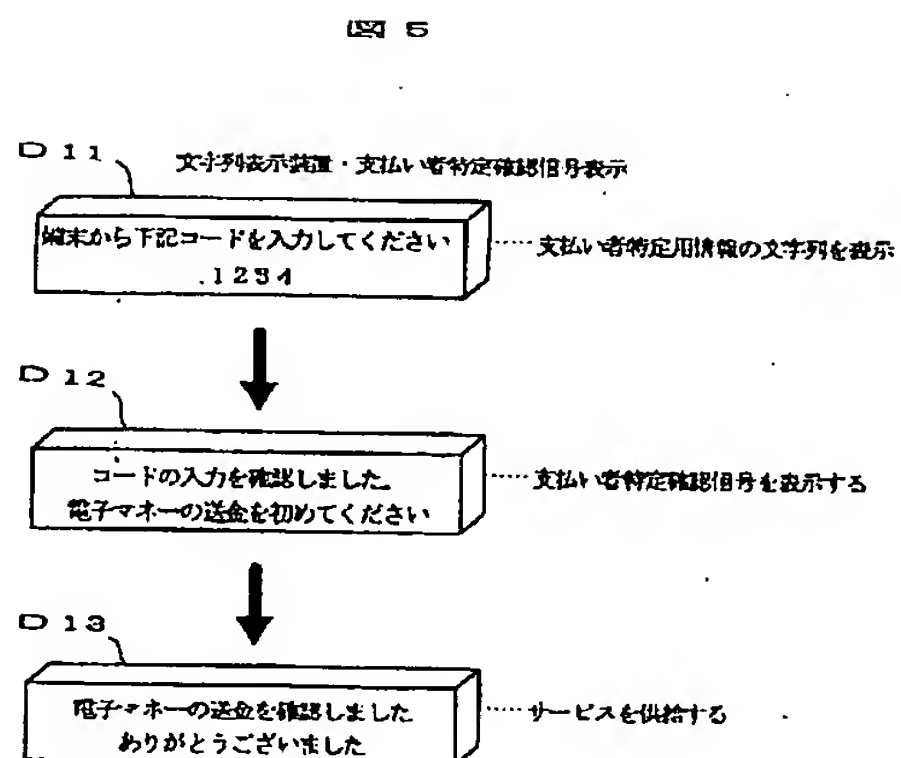 図 5
D 11
文字列表示装置・支払い者特定確認信号表示
端末から下記コードを入力してください
.1234
支払い者特定用情報の文字列を表示
D 12
コードの入力を確認しました。
電子マネーの送金を初めてください
支払い者特定確認信号を表示する
D 13
電子マネーの送金を確認しました
ありがとうございました
サービスを供給する